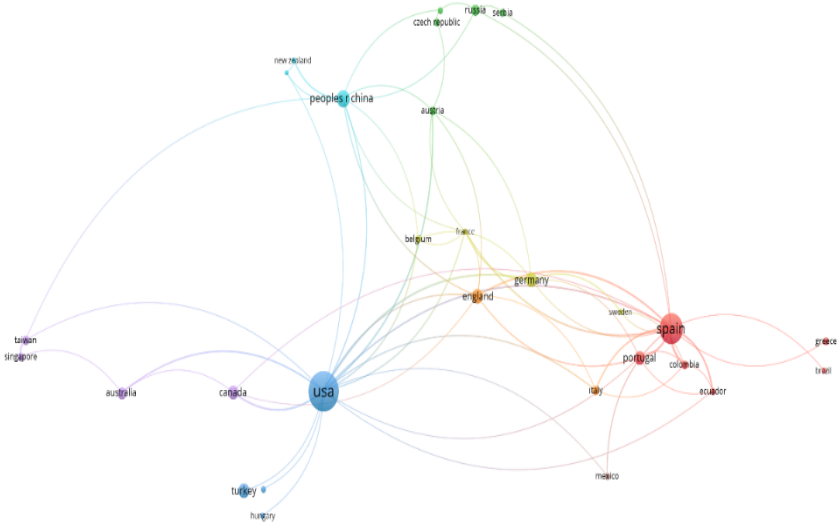 russia
serbia
czech republic
new zealand
peoples r china
austria
france
belgium
germany
england
sweden
spain
taiwan
greece
singapore
portugal
colombia
brazil
australia
canada
usa
italy
ecuador
mexico
turkey
hungary